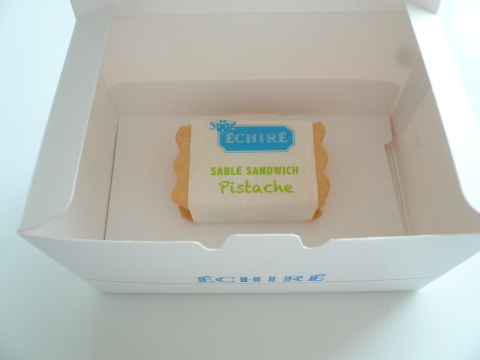 ÉCHIRÉ
SABLÉ SANDWICH
Pistache
ÉCHIRÉ